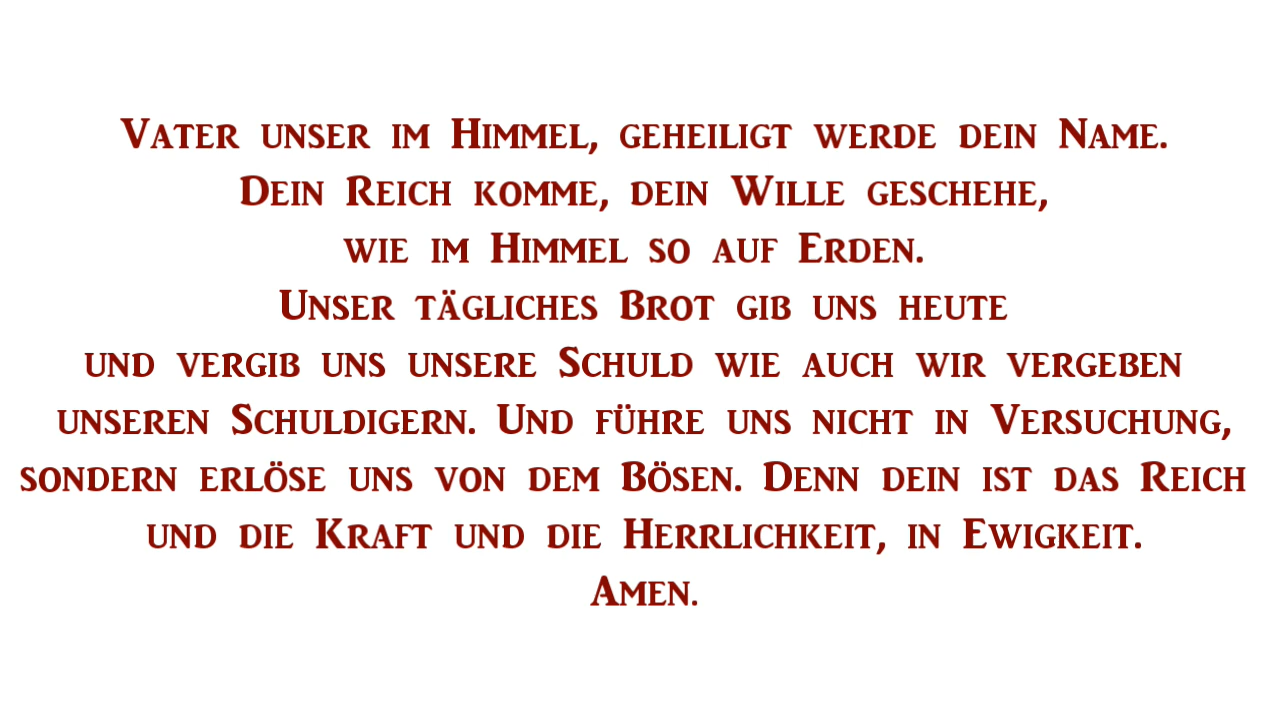 Vater unser im Himmel, geheiligt werde dein Name.
Dein Reich komme, dein Wille geschehe,
wie im Himmel so auf Erden.
Unser tägliches Brot gib uns heute
und vergib uns unsere Schuld wie auch wir vergeben
unseren Schuldigern. Und führe uns nicht in Versuchung,
sondern erlöse uns von dem Bösen. Denn dein ist das Reich
und die Kraft und die Herrlichkeit, in Ewigkeit.
Amen.